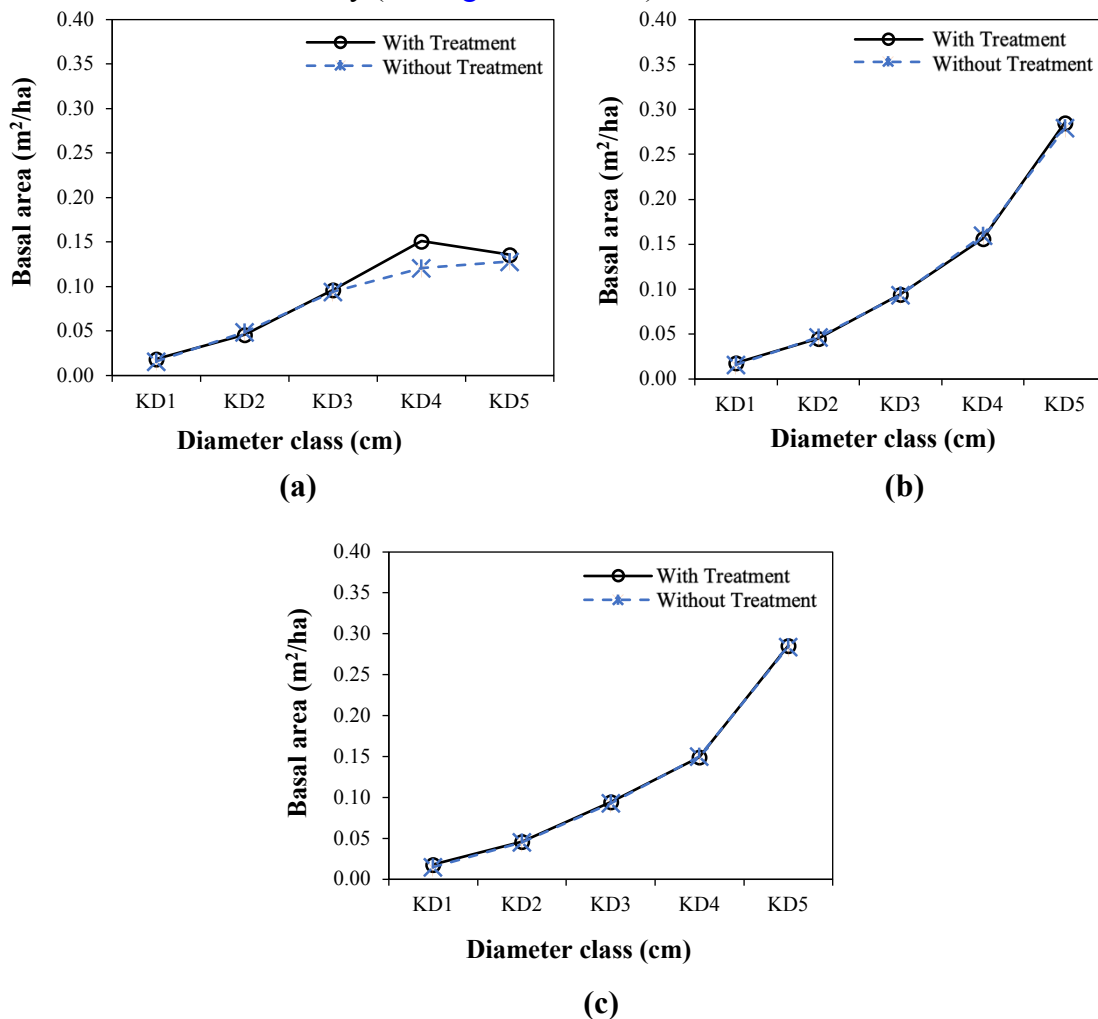 0.40
0.35
0.30
0.25
0.20
0.15
0.10
0.05
0.00
Basal area (m²/ha)
With Treatment
Without Treatment
KD1 KD2 KD3 KD4 KD5
Diameter class (cm)
(a)
0.40
0.35
0.30
0.25
0.20
0.15
0.10
0.05
0.00
Basal area (m²/ha)
With Treatment
Without Treatment
KD1 KD2 KD3 KD4 KD5
Diameter class (cm)
(b)
0.40
0.35
0.30
0.25
0.20
0.15
0.10
0.05
0.00
Basal area (m²/ha)
With Treatment
Without Treatment
KD1 KD2 KD3 KD4 KD5
Diameter class (cm)
(c)